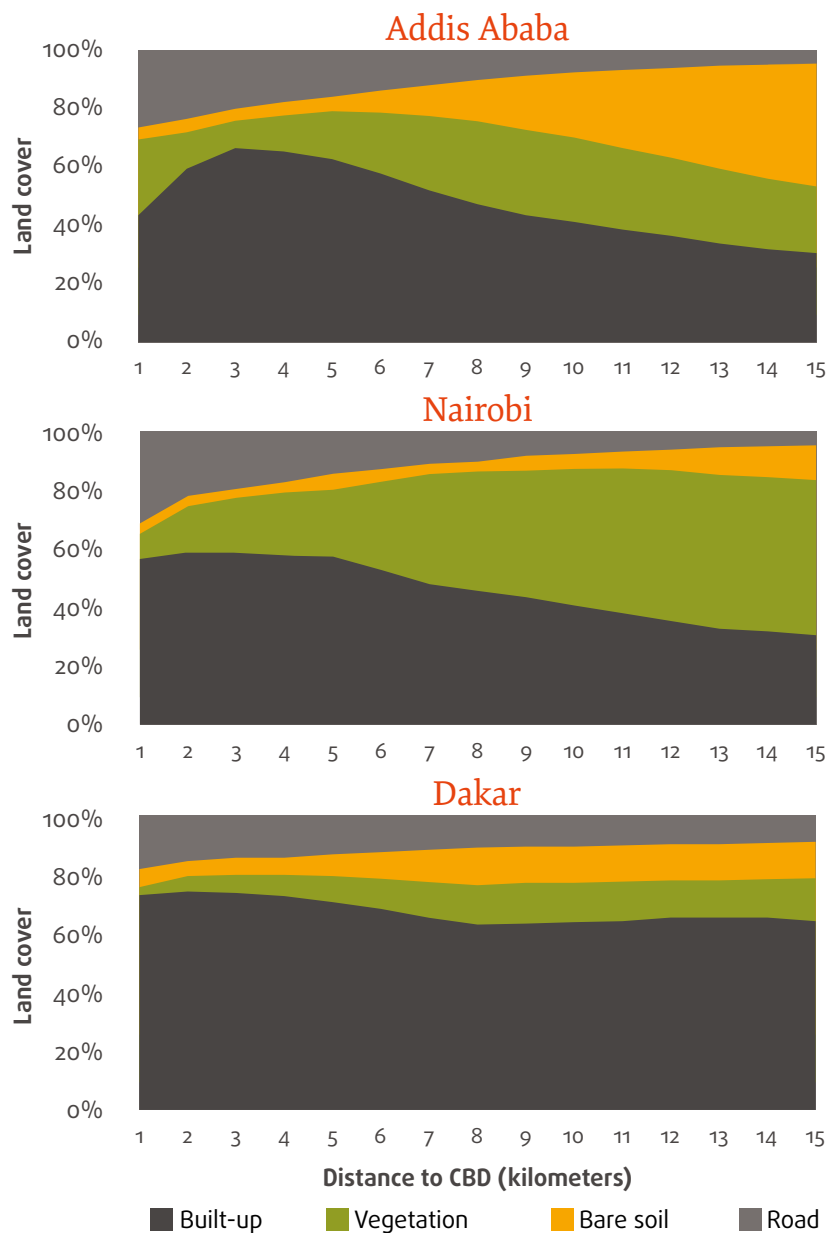 Addis Ababa
Land cover
100%
80%
60%
40%
20%
0%
1 2 3 4 5 6 7 8 9 10 11 12 13 14 15
Nairobi
Land cover
100%
80%
60%
40%
20%
0%
1 2 3 4 5 6 7 8 9 10 11 12 13 14 15
Dakar
Land cover
100%
80%
60%
40%
20%
0%
1 2 3 4 5 6 7 8 9 10 11 12 13 14 15
Distance to CBD (kilometers)
Built-up Vegetation Bare soil Road